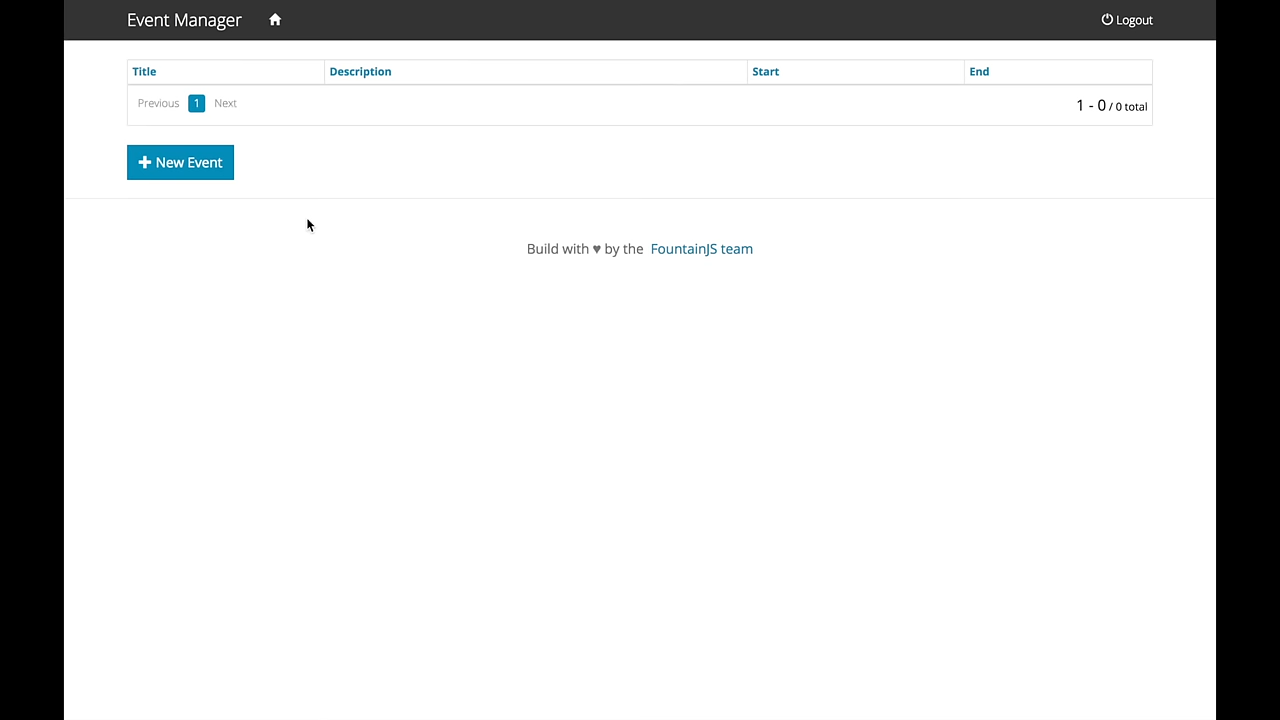 Event Manager Logout
Title Description Start End
Previous 1 Next 1 - 0 / 0 total
New Event
Build with ♥ by the FountainJS team